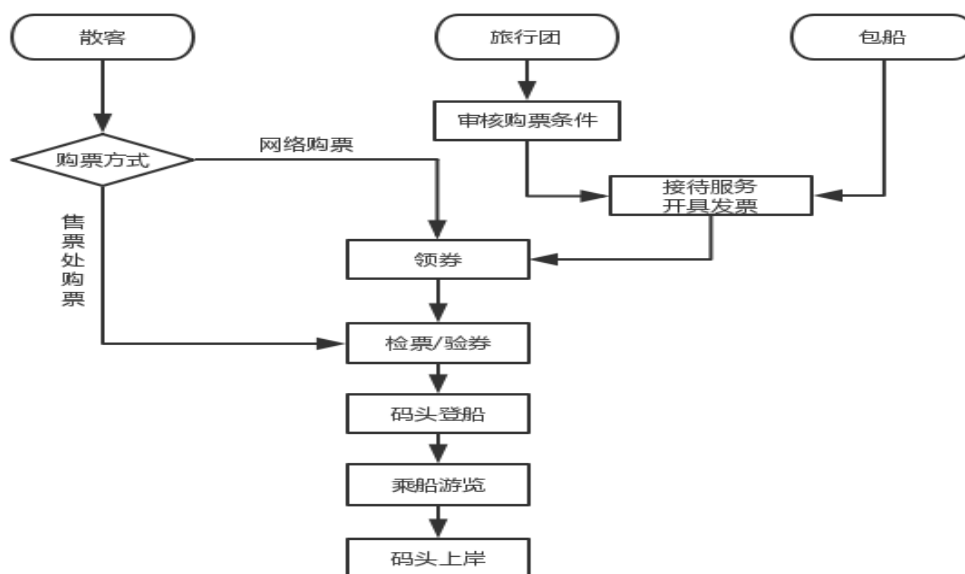 散客
旅行团
包船
审核购票条件
网络购票
购票方式
接待服务
开具发票
售票处购票
领券
检票/验券
码头登船
乘船游览
码头上岸